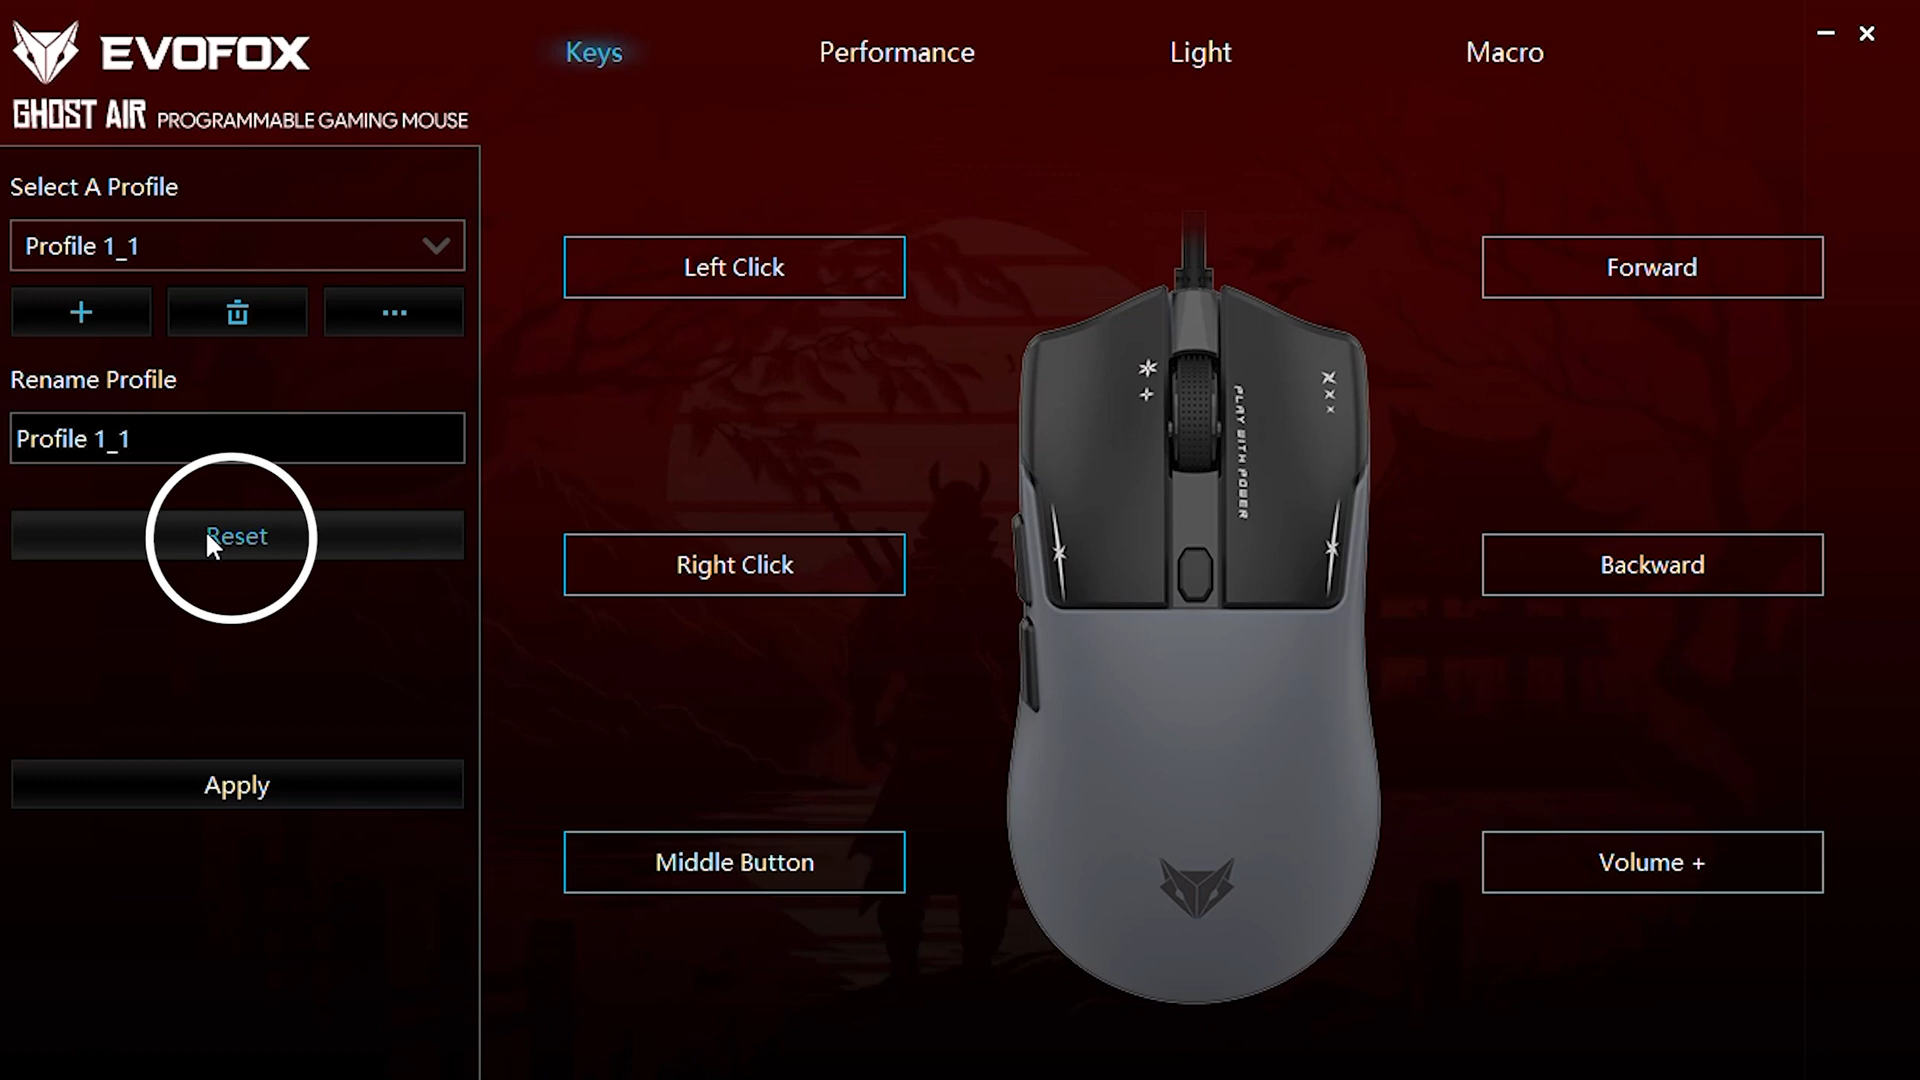 EVOFOX
GHOST AIR PROGRAMMABLE GAMING MOUSE
Keys
Performance
Light
Macro
Select A Profile
Profile 1_1
Rename Profile
Profile 1_1
Reset
Apply
Left Click
Right Click
Middle Button
Forward
Backward
Volume +
PLAY WITH POWER